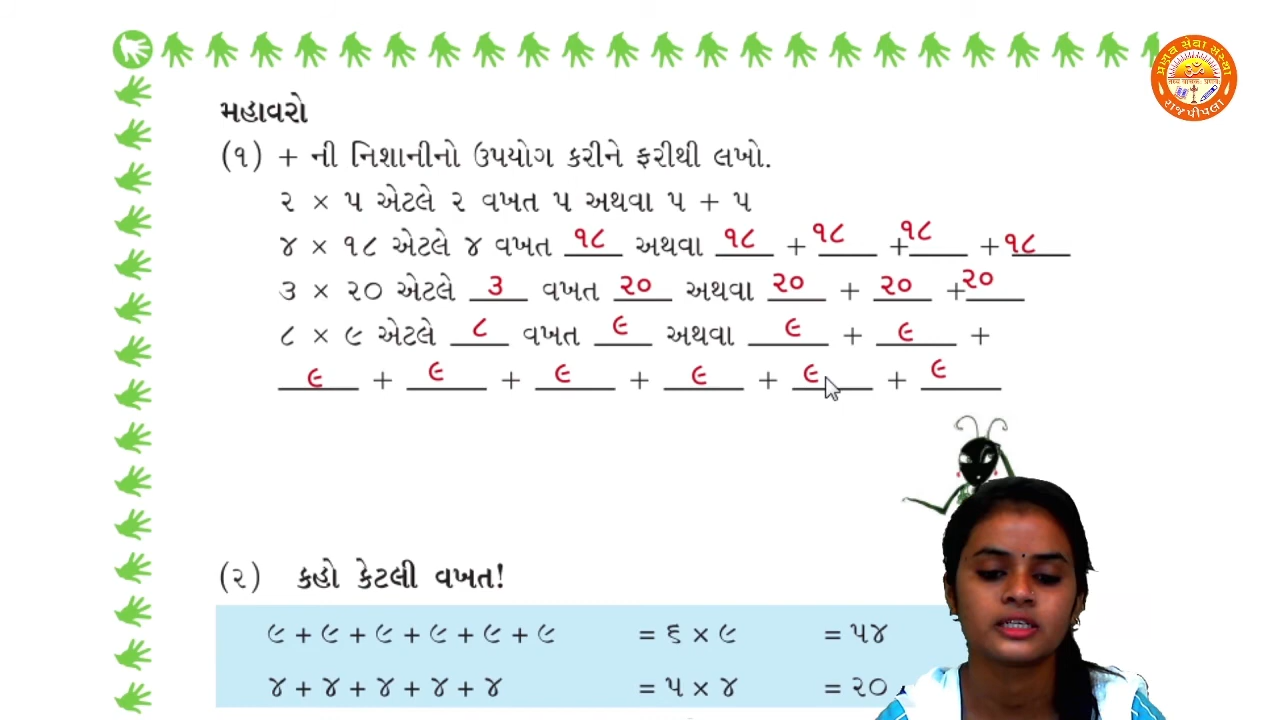 પ્રણવ સેવા સંસ્થા
રાજપીપલા
મહાવરો
(૧) + ની નિશાનીનો ઉપયોગ કરીને ફરીથી લખો.
૨ × ૫ એટલે ૨ વખત ૫ અથવા ૫ + ૫
૪ × ૧૮ એટલે ૪ વખત ૧૮ અથવા ૧૮ + ૧૮ + ૧૮ + ૧૮
૩ × ૨૦ એટલે ૩ વખત ૨૦ અથવા ૨૦ + ૨૦ + ૨૦
૮ × ૯ એટલે ૮ વખત ૯ અથવા ૯ + ૯ +
૯ + ૯ + ૯ + ૯ + ૯ + ૯
(૨) કહો કેટલી વખત!
૯ + ૯ + ૯ + ૯ + ૯ + ૯ = ૬ × ૯ = ૫૪
૪ + ૪ + ૪ + ૪ + ૪ = ૫ × ૪ = ૨૦